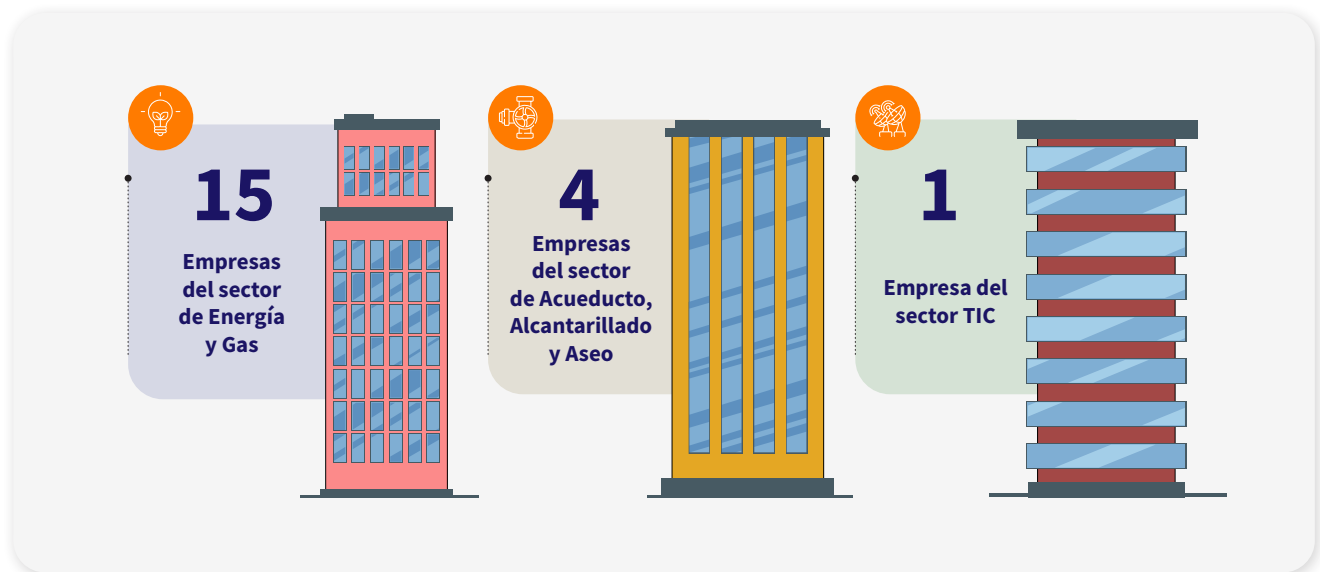 15
Empresas
del sector
de Energía
y Gas
4
Empresas
del sector
de Acueducto,
Alcantarillado
y Aseo
1
Empresa del
sector TIC